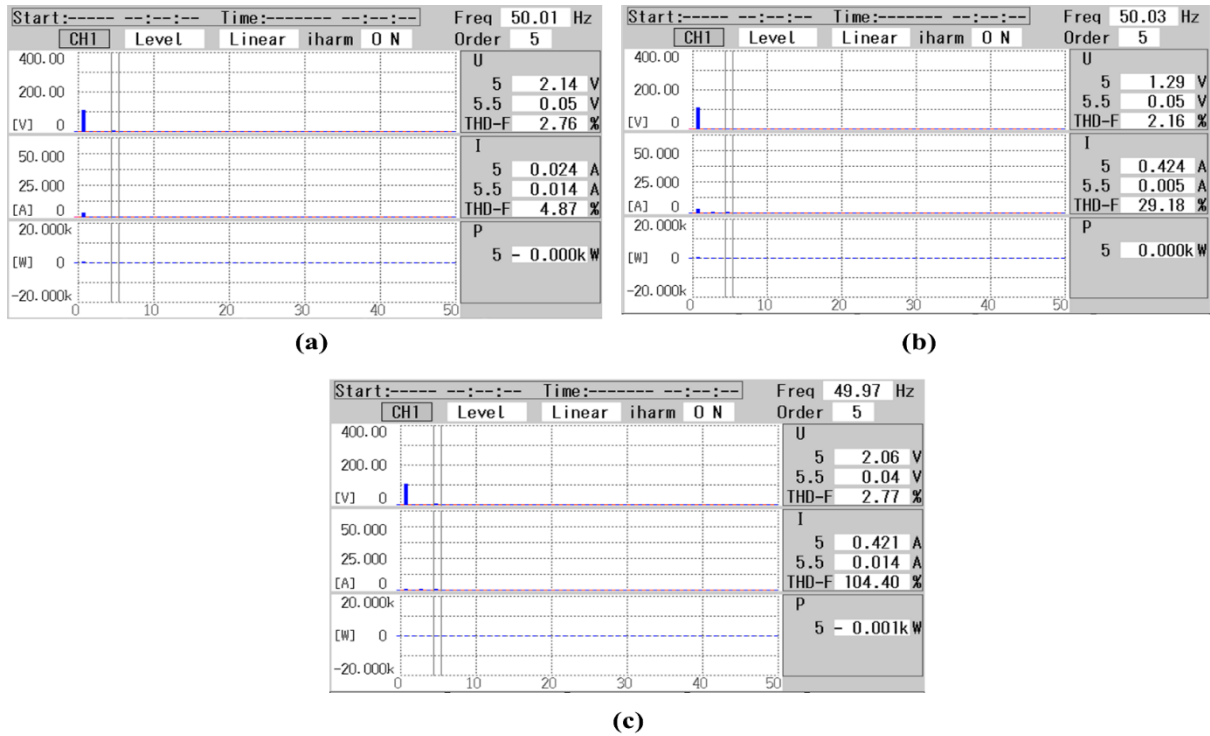 Start:----- --:--:-- Time:------- --:--:-- Freq 50.01 Hz
CH1 Level Linear iharm O N Order 5
400.00
200.00
[V] 0
U
5 2.14 V
5.5 0.05 V
THD-F 2.76 %
50.000
25.000
[A] 0
I
5 0.024 A
5.5 0.014 A
THD-F 4.87 %
20.000k
[W] 0
-20.000k
P
5 - 0.000k W
0 10 20 30 40 50
(a)
Start:----- --:--:-- Time:------- --:--:-- Freq 50.03 Hz
CH1 Level Linear iharm O N Order 5
400.00
200.00
[V] 0
U
5 1.29 V
5.5 0.05 V
THD-F 2.16 %
50.000
25.000
[A] 0
I
5 0.424 A
5.5 0.005 A
THD-F 29.18 %
20.000k
[W] 0
-20.000k
P
5 0.000k W
0 10 20 30 40 50
(b)
Start:----- --:--:-- Time:------- --:--:-- Freq 49.97 Hz
CH1 Level Linear iharm O N Order 5
400.00
200.00
[V] 0
U
5 2.06 V
5.5 0.04 V
THD-F 2.77 %
50.000
25.000
[A] 0
I
5 0.421 A
5.5 0.014 A
THD-F 104.40 %
20.000k
[W] 0
-20.000k
P
5 - 0.001k W
0 10 20 30 40 50
(c)